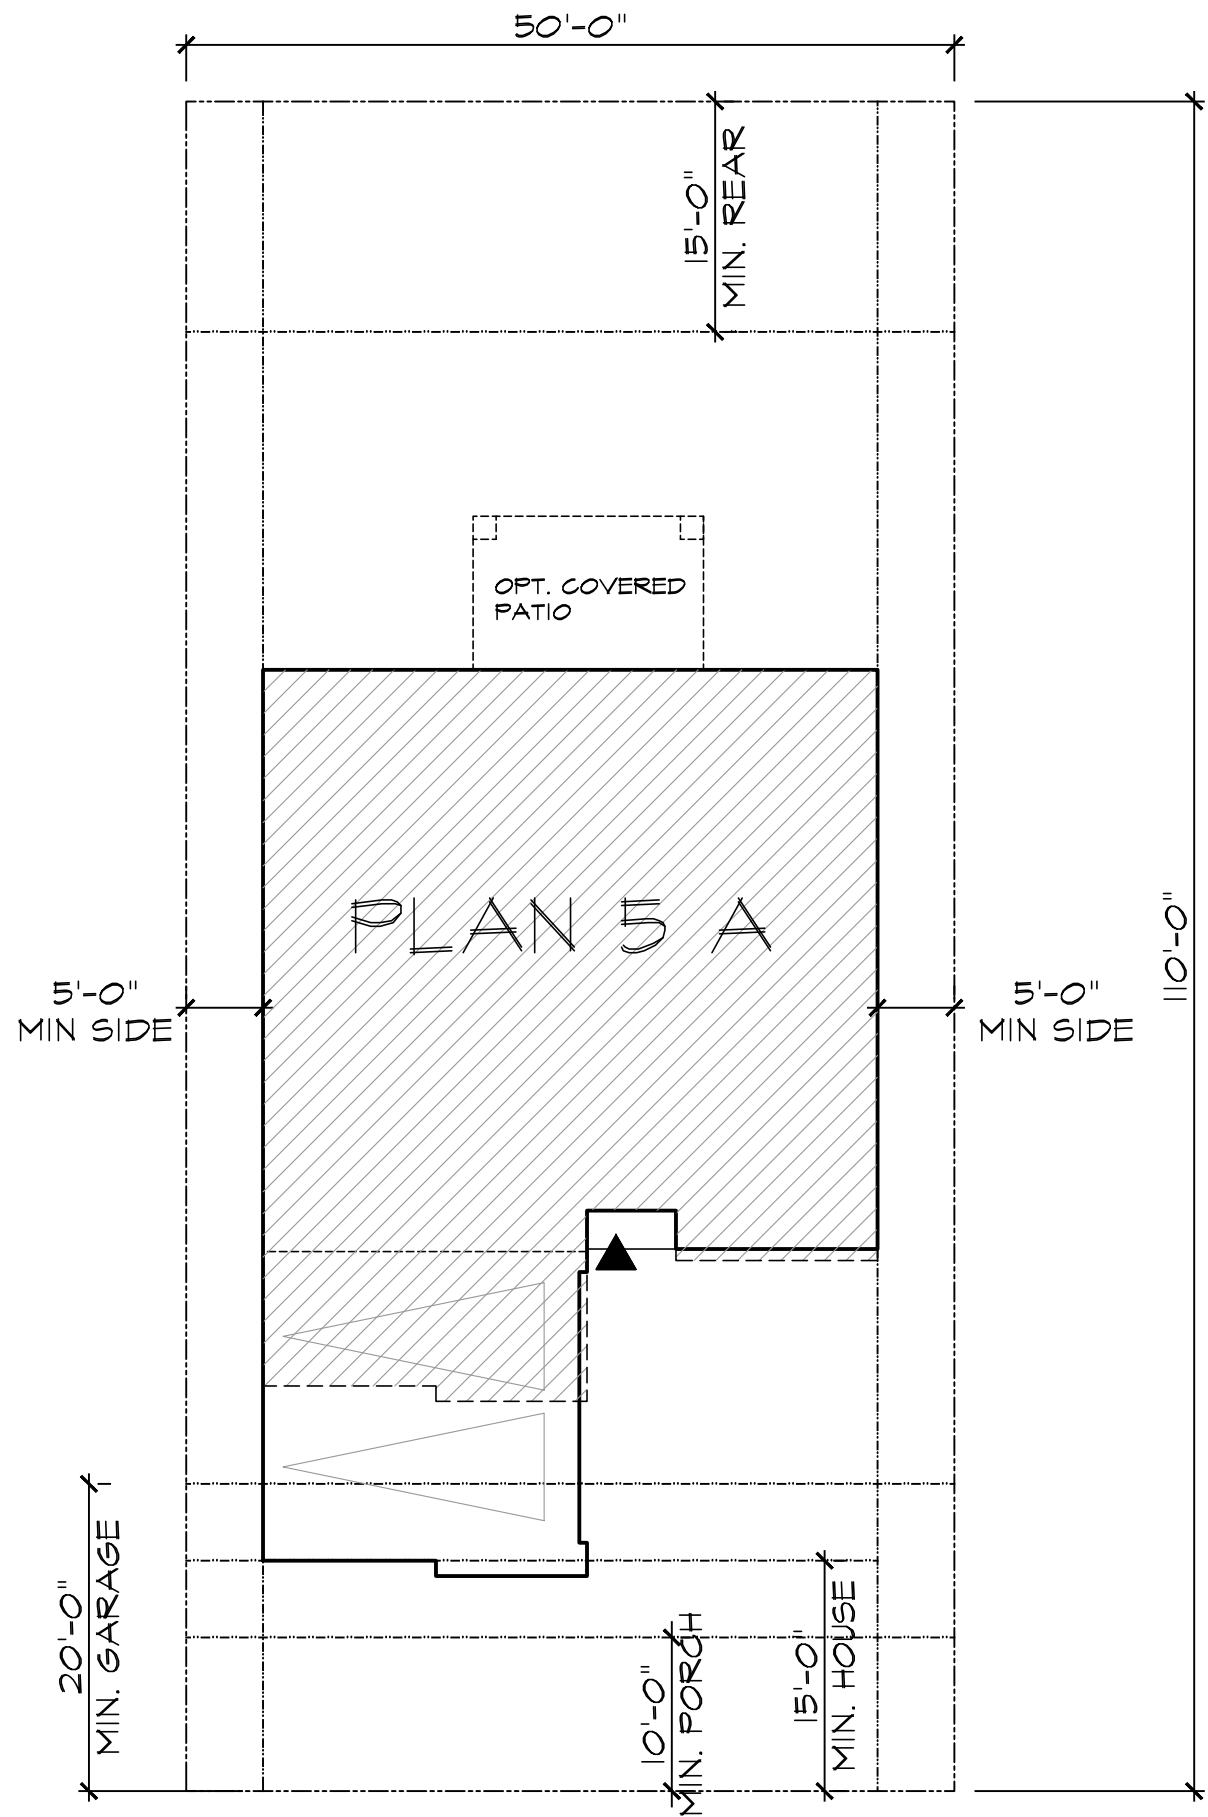 50'-0"
15'-0"
MIN. REAR
OPT. COVERED
PATIO
PLAN 5 A
5'-0"
MIN SIDE
5'-0"
MIN SIDE
110'-0"
20'-0"
MIN. GARAGE
10'-0"
MIN. PORCH
15'-0"
MIN. HOUSE